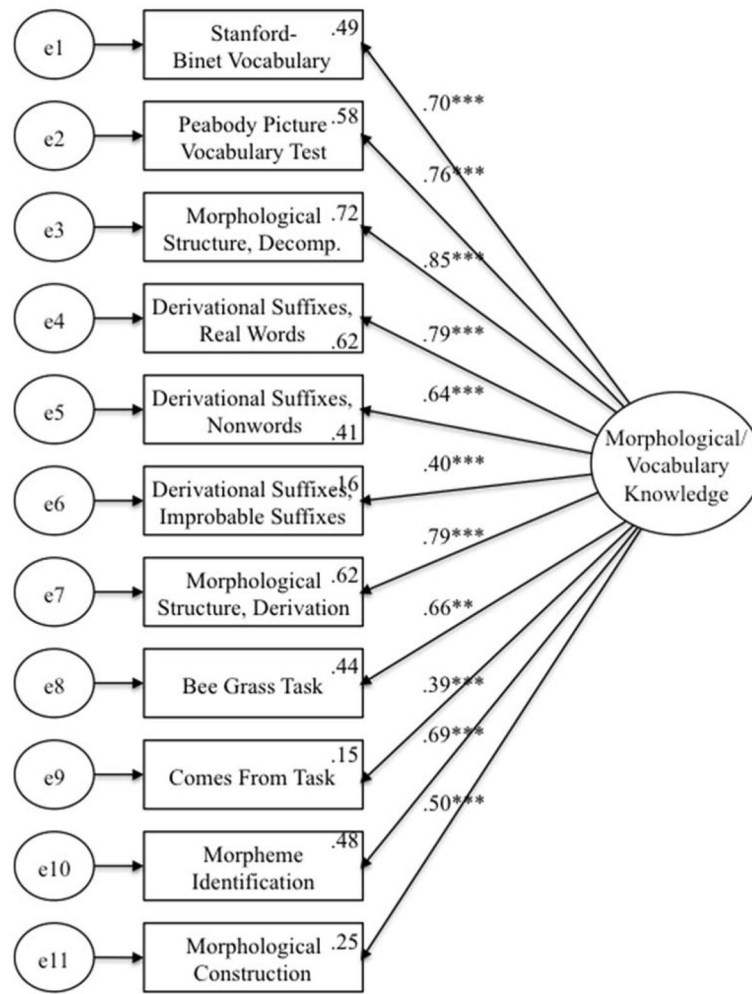 e1
Stanford-
Binet Vocabulary
.49
.70***
e2
Peabody Picture
Vocabulary Test
.58
.76***
e3
Morphological
Structure, Decomp.
.72
.85***
e4
Derivational Suffixes,
Real Words
.62
.79***
e5
Derivational Suffixes,
Nonwords
.41
.64***
e6
Derivational Suffixes,
Improbable Suffixes
.16
.40***
e7
Morphological
Structure, Derivation
.62
.79***
e8
Bee Grass Task
.44
.66**
e9
Comes From Task
.15
.39***
e10
Morpheme
Identification
.48
.69***
e11
Morphological
Construction
.25
.50***
Morphological/
Vocabulary
Knowledge